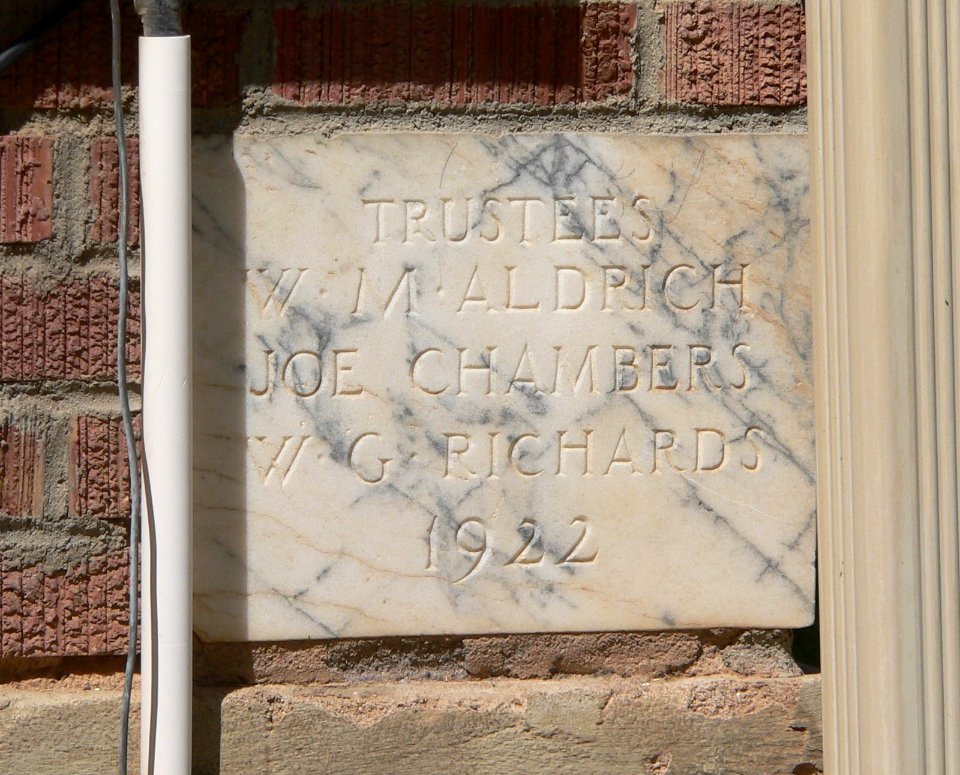 TRUSTEES
W · M · ALDRICH
JOE CHAMBERS
W · G · RICHARDS
1922